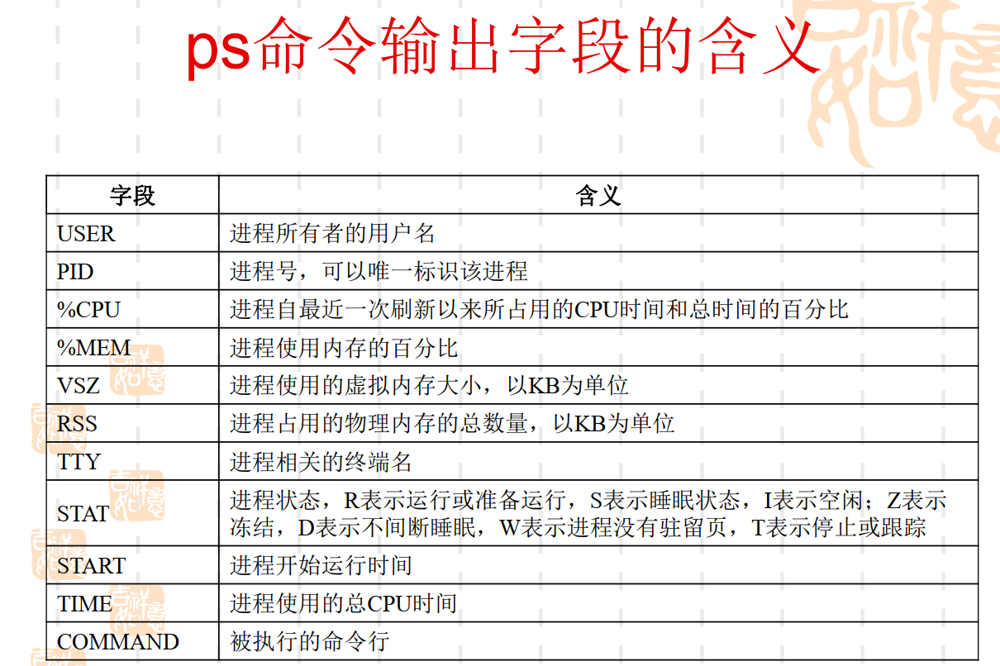 ps命令输出字段的含义
字段 含义
USER 进程所有者的用户名
PID 进程号，可以唯一标识该进程
%CPU 进程自最近一次刷新以来所占用的CPU时间和总时间的百分比
%MEM 进程使用内存的百分比
VSZ 进程使用的虚拟内存大小，以KB为单位
RSS 进程占用的物理内存的总数量，以KB为单位
TTY 进程相关的终端名
STAT 进程状态，R表示运行或准备运行，S表示睡眠状态，I表示空闲；Z表示
冻结，D表示不间断睡眠，W表示进程没有驻留页，T表示停止或跟踪
START 进程开始运行时间
TIME 进程使用的总CPU时间
COMMAND 被执行的命令行